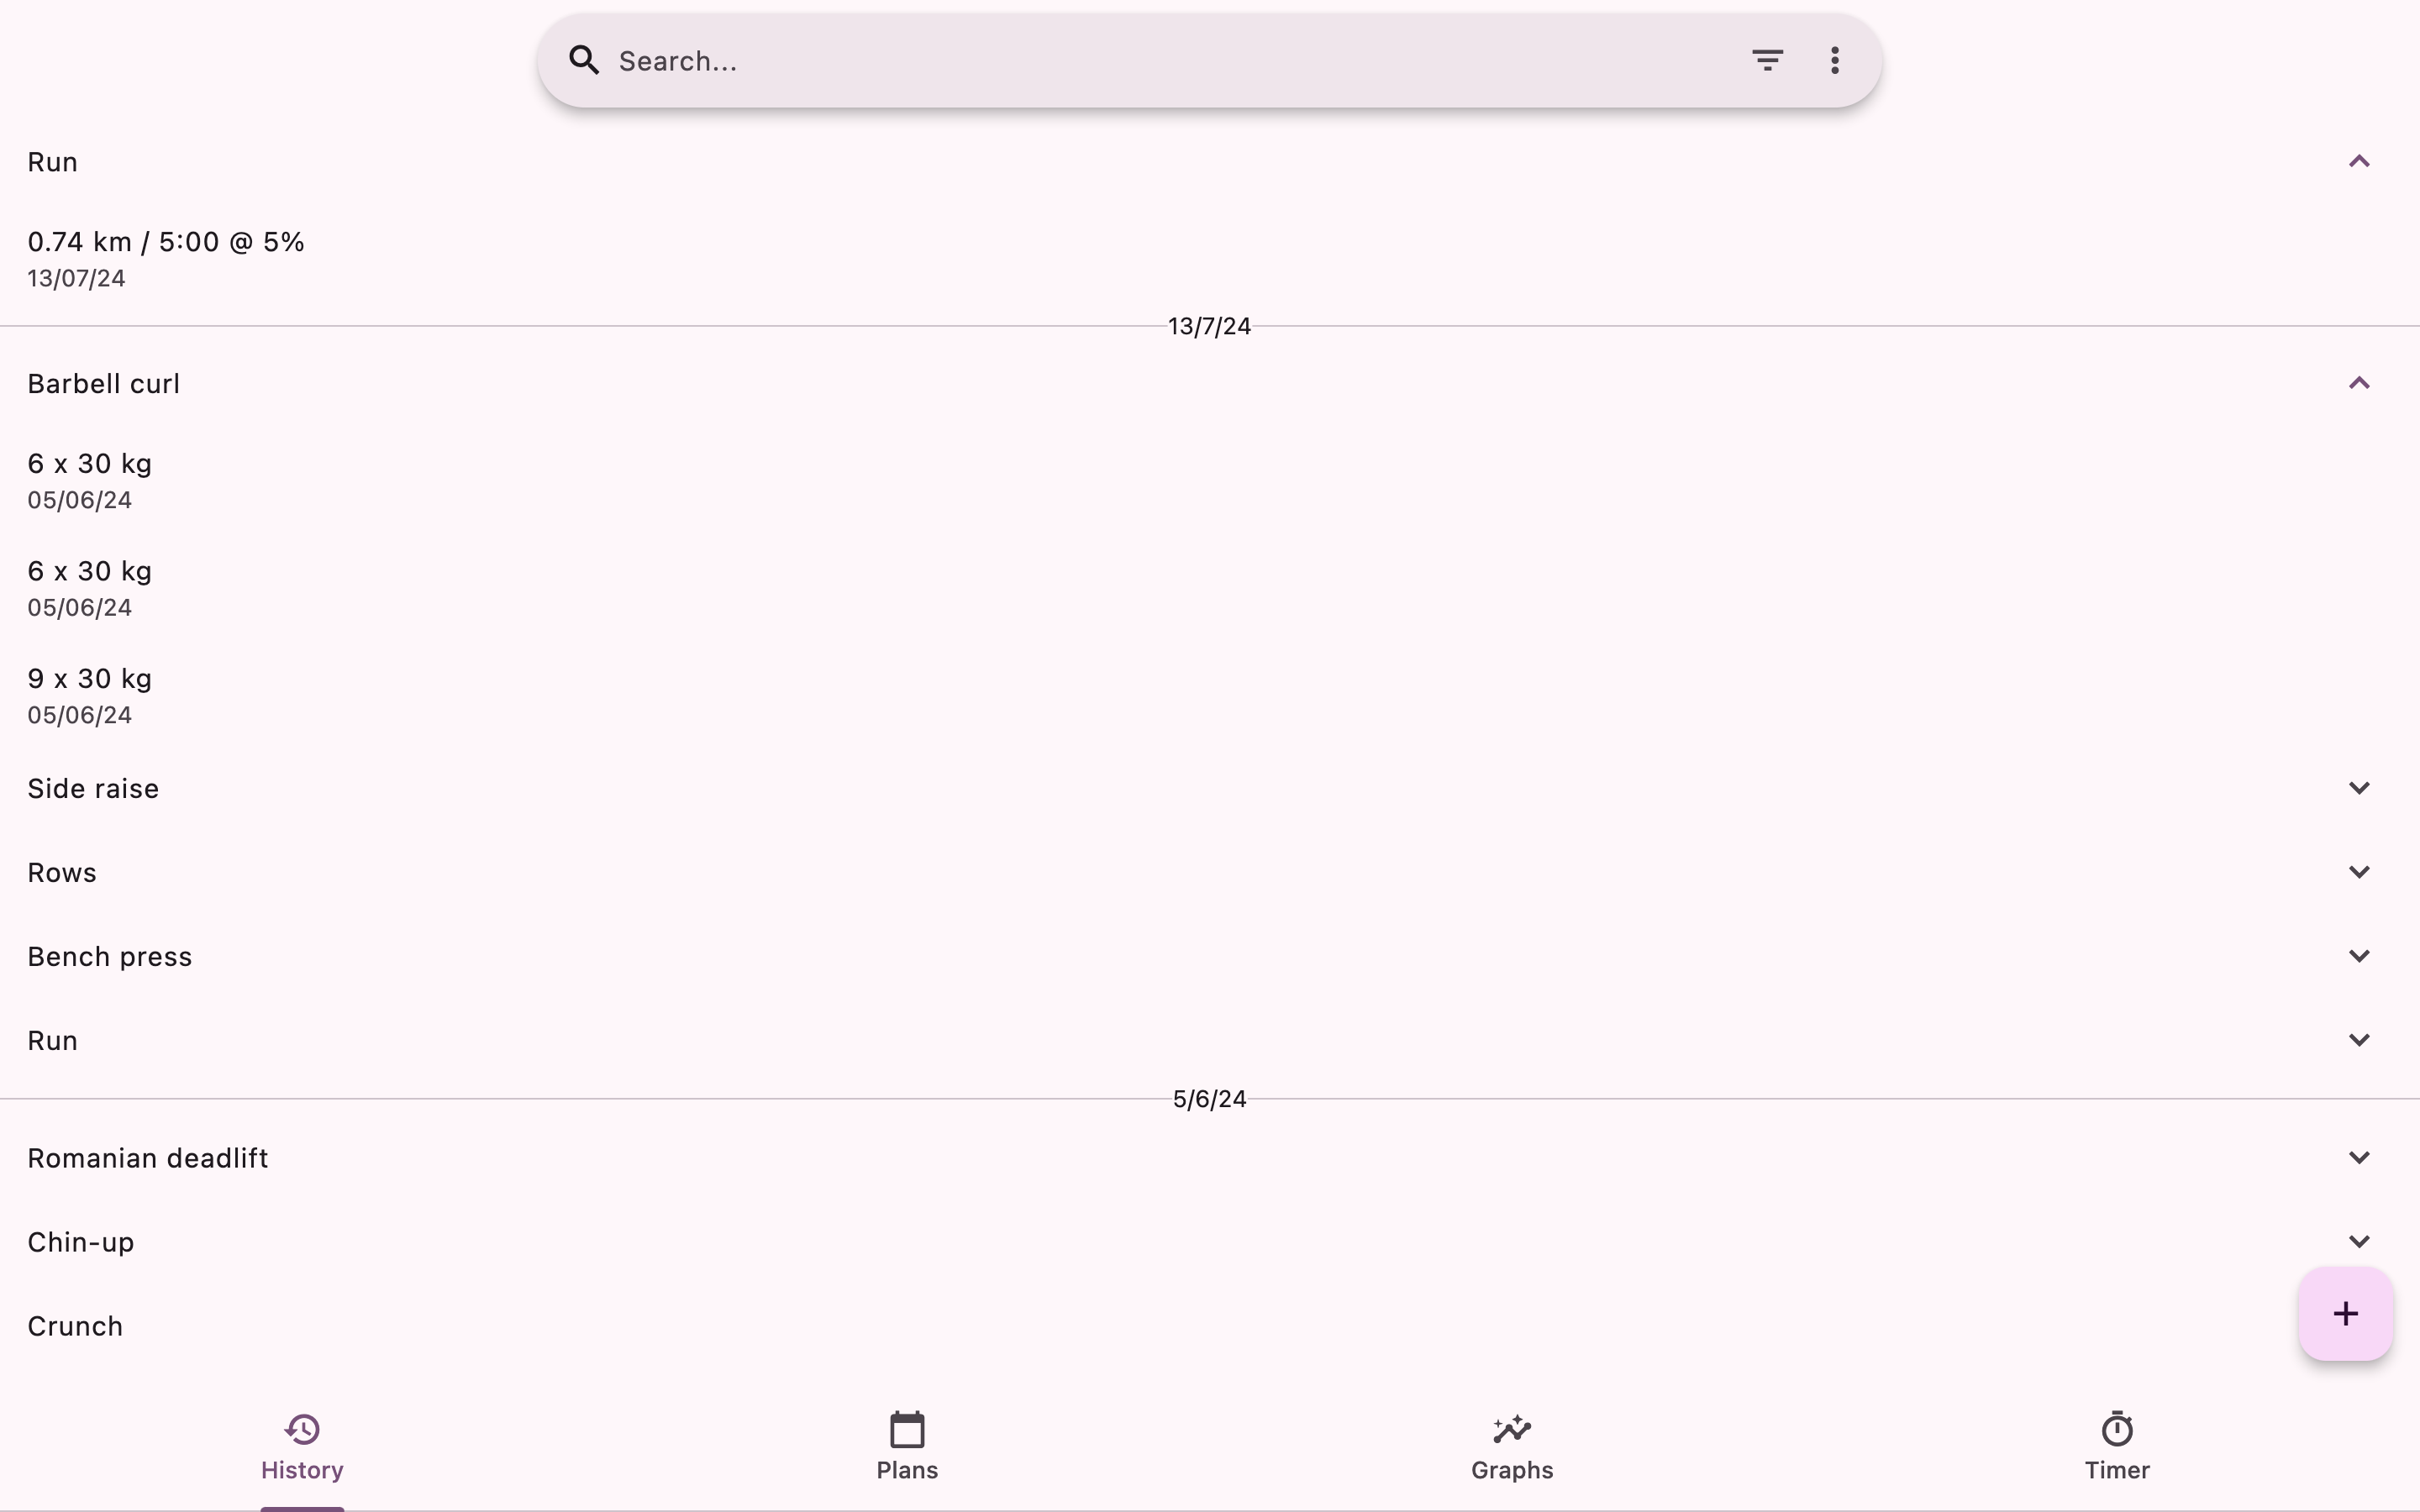 Search...
Run
0.74 km / 5:00 @ 5%
13/07/24
13/7/24
Barbell curl
6 x 30 kg
05/06/24
6 x 30 kg
05/06/24
9 x 30 kg
05/06/24
Side raise
Rows
Bench press
Run
5/6/24
Romanian deadlift
Chin-up
Crunch
History
Plans
Graphs
Timer